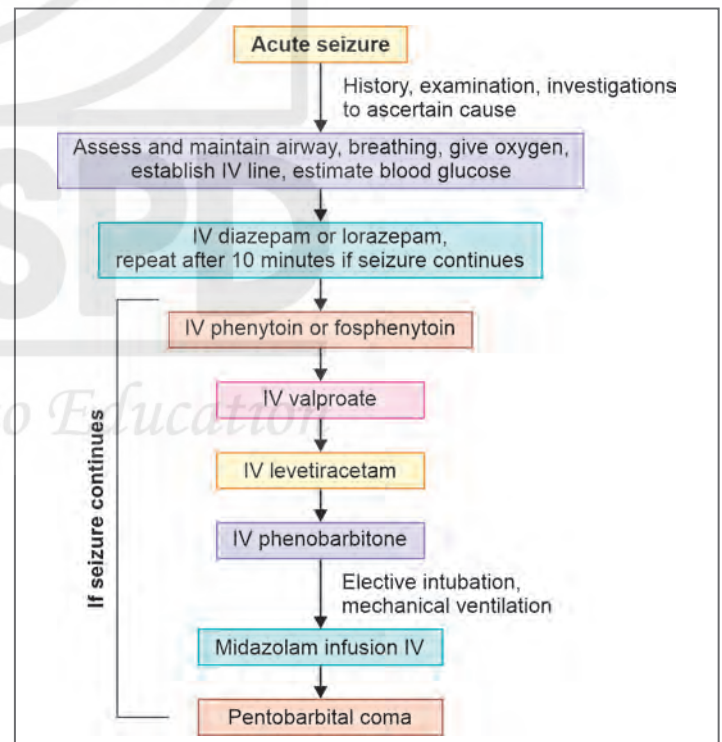 Acute seizure
History, examination, investigations
to ascertain cause
Assess and maintain airway, breathing, give oxygen,
establish IV line, estimate blood glucose
IV diazepam or lorazepam,
repeat after 10 minutes if seizure continues
If seizure continues
IV phenytoin or fosphenytoin
IV valproate
IV levetiracetam
IV phenobarbitone
Elective intubation,
mechanical ventilation
Midazolam infusion IV
Pentobarbital coma
SPD
o Education